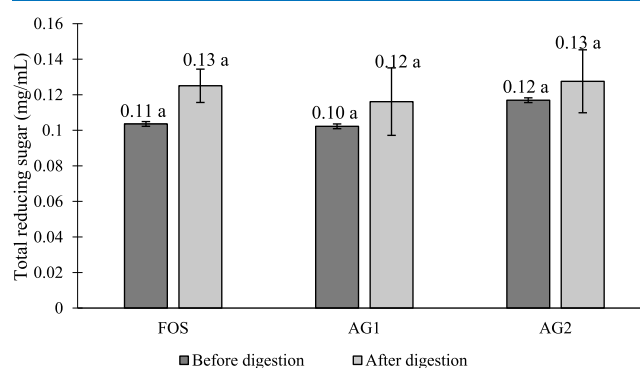 Total reducing sugar (mg/mL)
0.16
0.14
0.12
0.1
0.08
0.06
0.04
0.02
0
0.11 a
0.13 a
0.10 a
0.12 a
0.12 a
0.13 a
FOS
AG1
AG2
Before digestion
After digestion